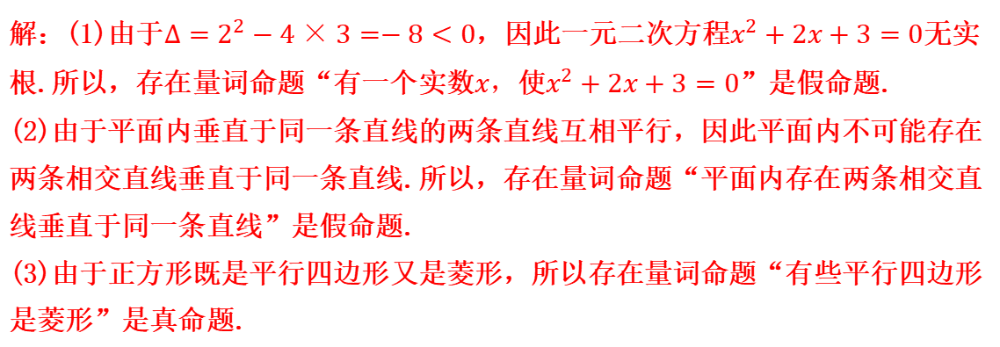 解：(1)由于Δ = 2² − 4 × 3 =− 8 < 0，因此一元二次方程x² + 2x + 3 = 0无实
根.所以，存在量词命题“有一个实数x，使x² + 2x + 3 = 0”是假命题.
(2)由于平面内垂直于同一条直线的两条直线互相平行，因此平面内不可能存在
两条相交直线垂直于同一条直线.所以，存在量词命题“平面内存在两条相交直
线垂直于同一条直线”是假命题.
(3)由于正方形既是平行四边形又是菱形，所以存在量词命题“有些平行四边形
是菱形”是真命题.